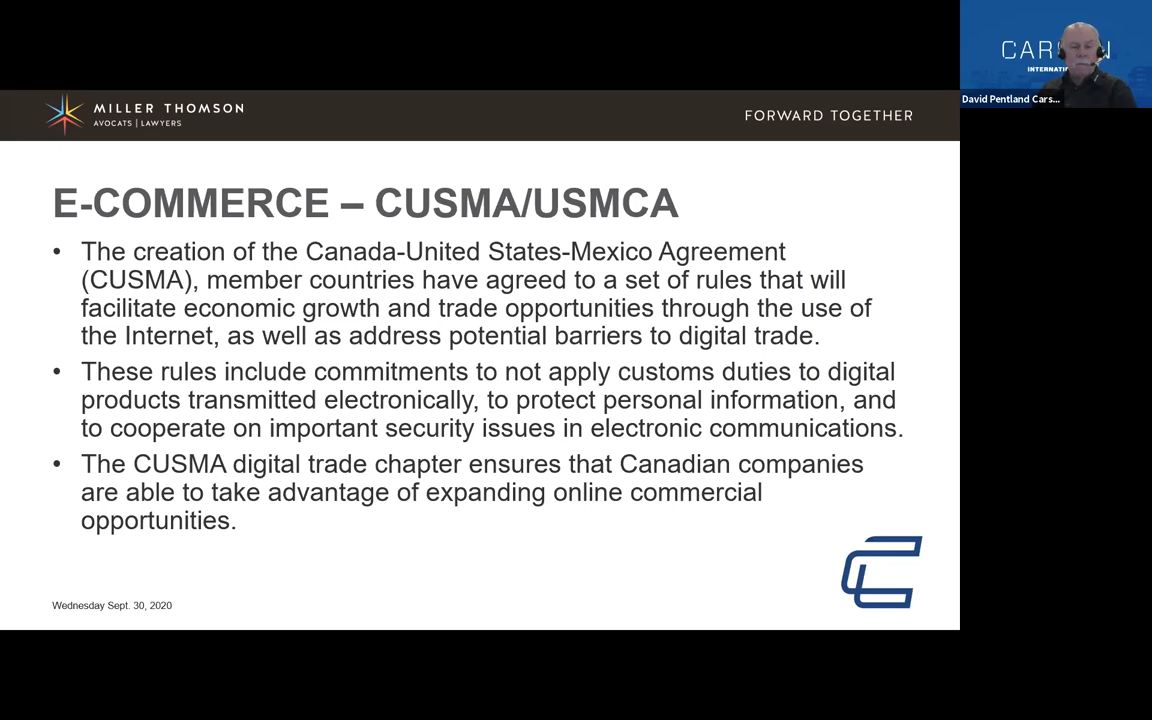 MILLER THOMSON
AVOCATS | LAWYERS
FORWARD TOGETHER
E-COMMERCE – CUSMA/USMCA
• The creation of the Canada-United States-Mexico Agreement
(CUSMA), member countries have agreed to a set of rules that will
facilitate economic growth and trade opportunities through the use of
the Internet, as well as address potential barriers to digital trade.
• These rules include commitments to not apply customs duties to digital
products transmitted electronically, to protect personal information, and
to cooperate on important security issues in electronic communications.
• The CUSMA digital trade chapter ensures that Canadian companies
are able to take advantage of expanding online commercial
opportunities.
Wednesday Sept. 30, 2020
David Pentland Cars...